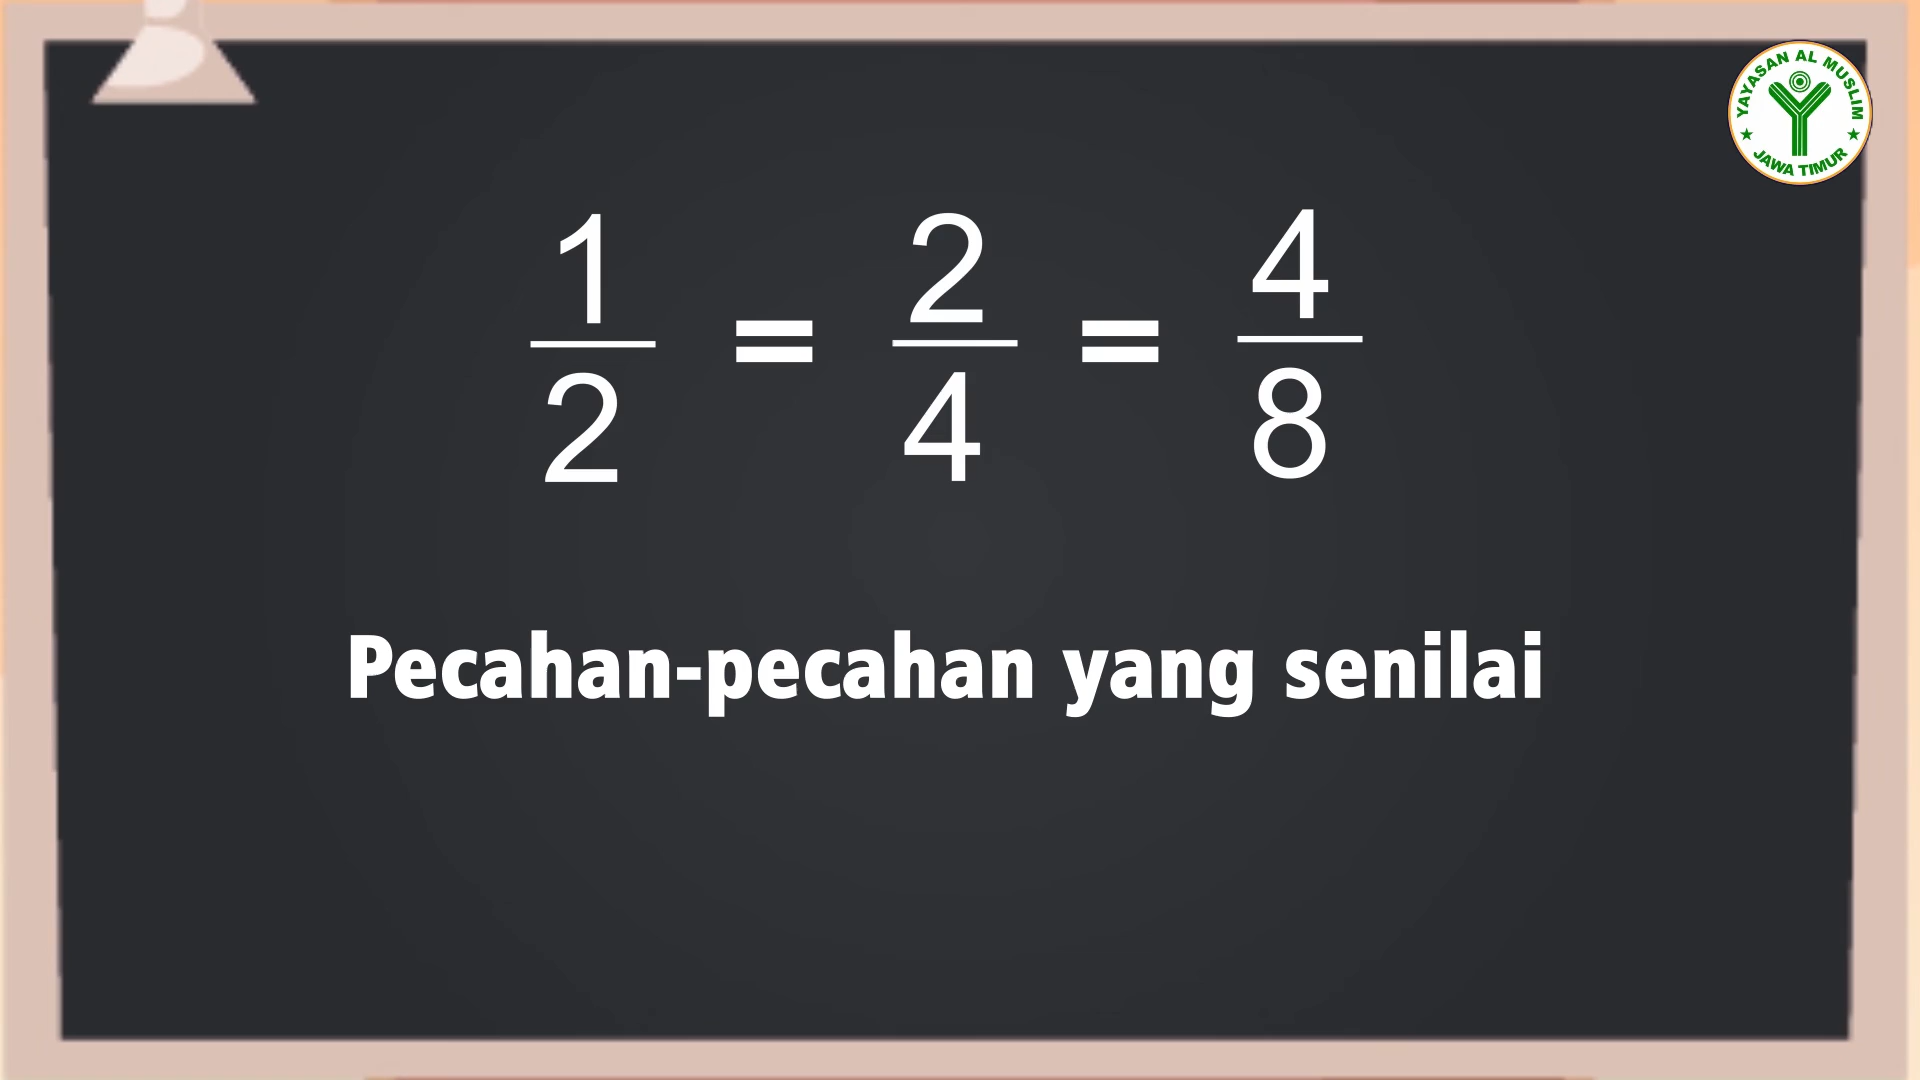 1/2 = 2/4 = 4/8
Pecahan-pecahan yang senilai
YAYASAN AL MUSLIM
JAWA TIMUR